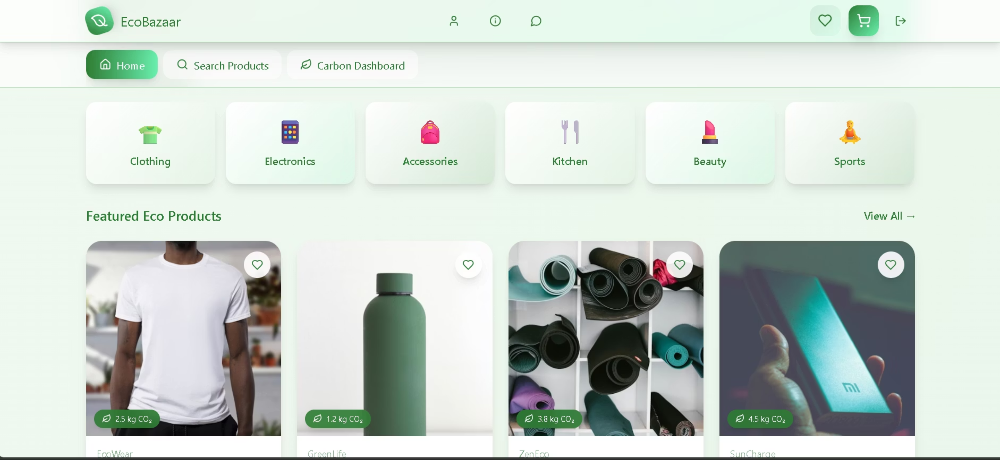 EcoBazaar
Home
Search Products
Carbon Dashboard
Clothing
Electronics
Accessories
Kitchen
Beauty
Sports
Featured Eco Products
View All →
mi
2.5 kg CO₂
1.2 kg CO₂
3.8 kg CO₂
4.5 kg CO₂
EcoWear
GreenLife
ZenEco
SunCharge